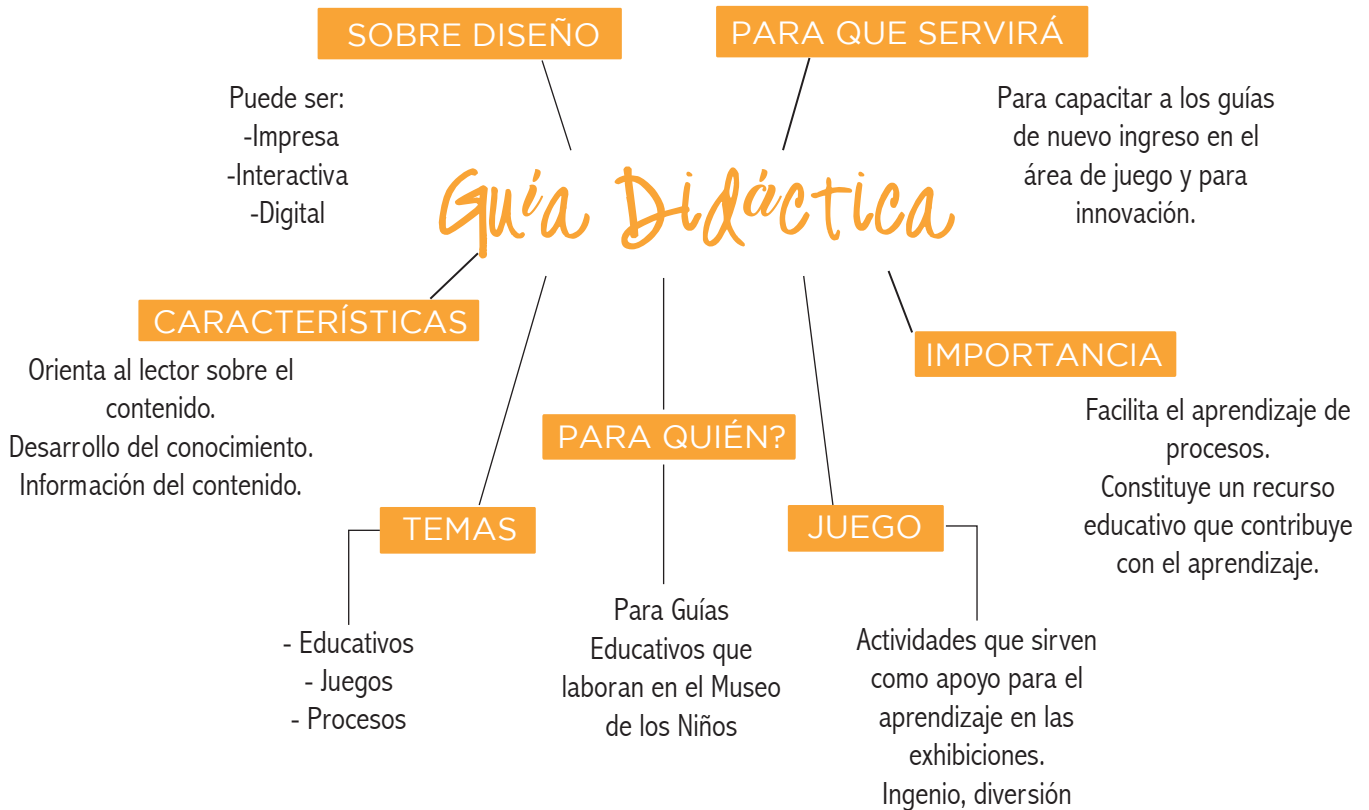 SOBRE DISEÑO
Puede ser:
-Impresa
-Interactiva
-Digital
PARA QUE SERVIRÁ
Para capacitar a los guías
de nuevo ingreso en el
área de juego y para
innovación.
Guía Didáctica
CARACTERÍSTICAS
Orienta al lector sobre el
contenido.
Desarrollo del conocimiento.
Información del contenido.
IMPORTANCIA
Facilita el aprendizaje de
procesos.
Constituye un recurso
educativo que contribuye
con el aprendizaje.
TEMAS
- Educativos
- Juegos
- Procesos
PARA QUIÉN?
Para Guías
Educativos que
laboran en el Museo
de los Niños
JUEGO
Actividades que sirven
como apoyo para el
aprendizaje en las
exhibiciones.
Ingenio, diversión